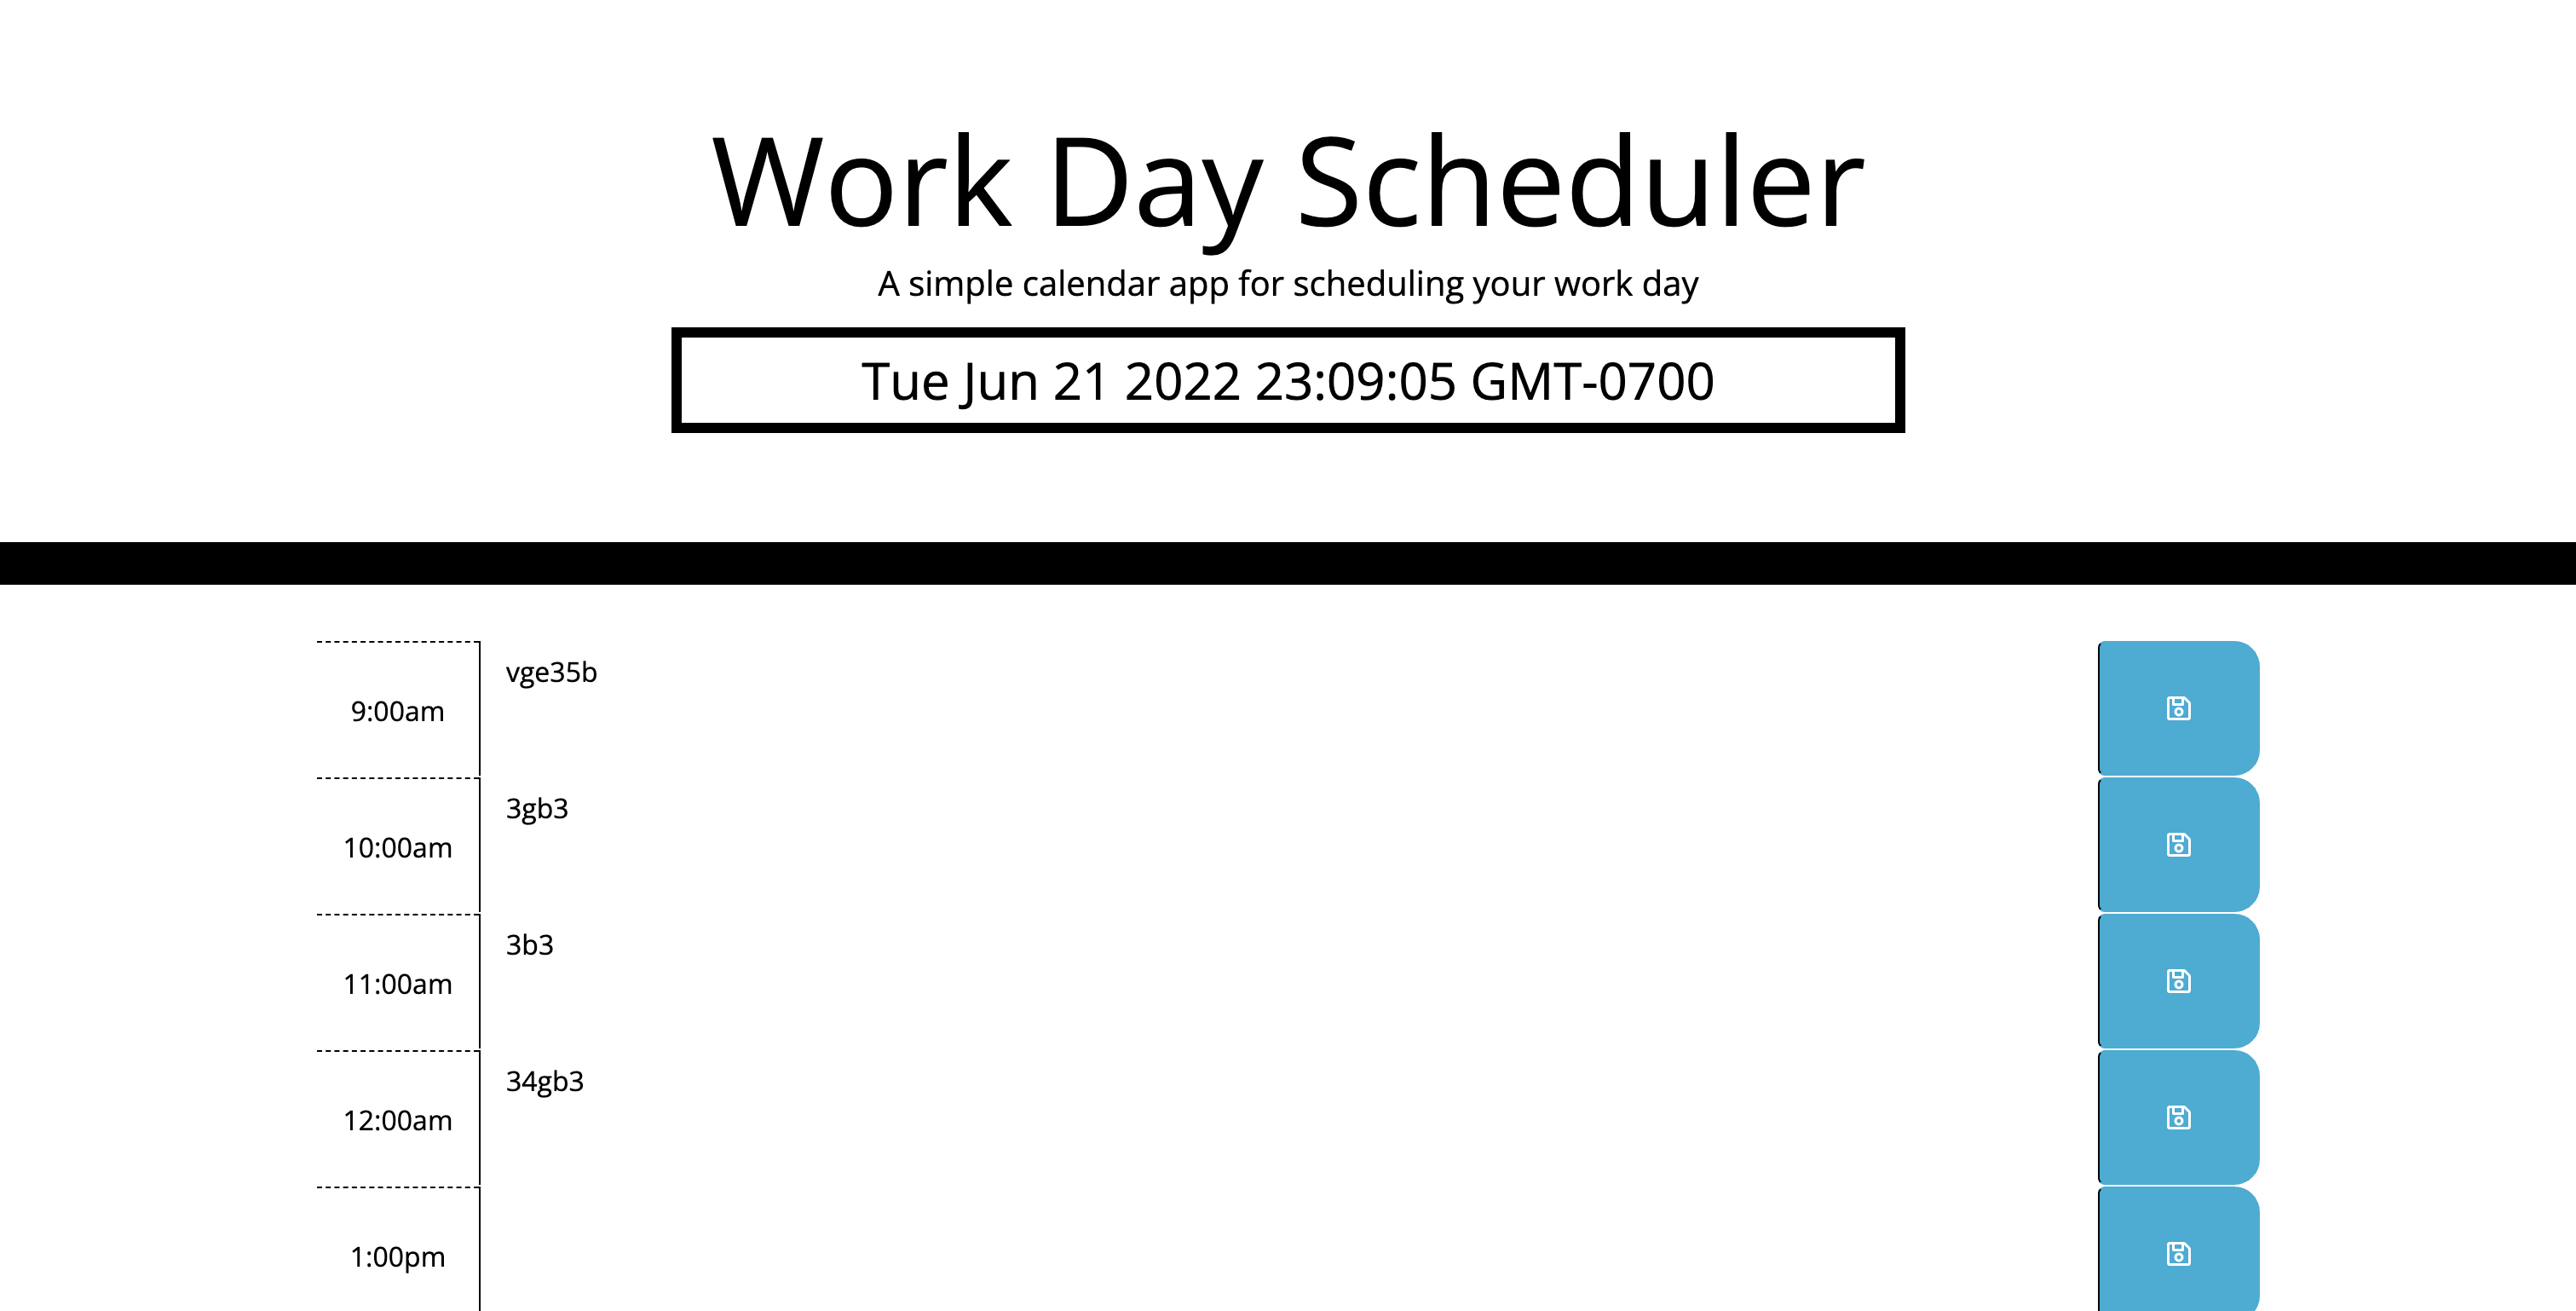 Work Day Scheduler
A simple calendar app for scheduling your work day
Tue Jun 21 2022 23:09:05 GMT-0700
vge35b
9:00am
3gb3
10:00am
3b3
11:00am
34gb3
12:00am
1:00pm